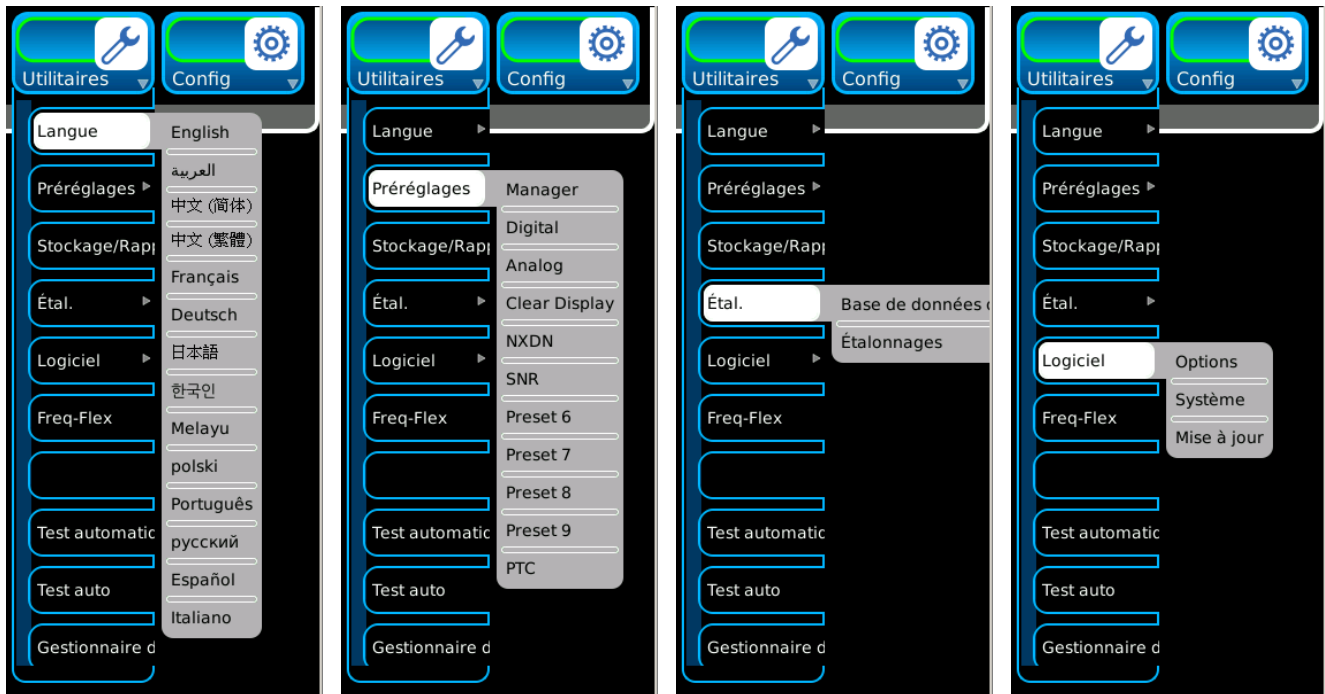 Utilitaires
Config
Langue
Préréglages
Stockage/Rapp
Étal.
Logiciel
Freq-Flex
Test automatic
Test auto
Gestionnaire d
English
العربية
中文 (简体)
中文 (繁體)
Français
Deutsch
日本語
한국인
Melayu
polski
Português
русский
Español
Italiano
Utilitaires
Config
Langue
Préréglages
Stockage/Rapp
Étal.
Logiciel
Freq-Flex
Test automatic
Test auto
Gestionnaire d
Manager
Digital
Analog
Clear Display
NXDN
SNR
Preset 6
Preset 7
Preset 8
Preset 9
PTC
Utilitaires
Config
Langue
Préréglages
Stockage/Rapp
Étal.
Logiciel
Freq-Flex
Test automatic
Test auto
Gestionnaire d
Base de données
Étalonnages
Utilitaires
Config
Langue
Préréglages
Stockage/Rapp
Étal.
Logiciel
Freq-Flex
Test automatic
Test auto
Gestionnaire d
Options
Système
Mise à jour